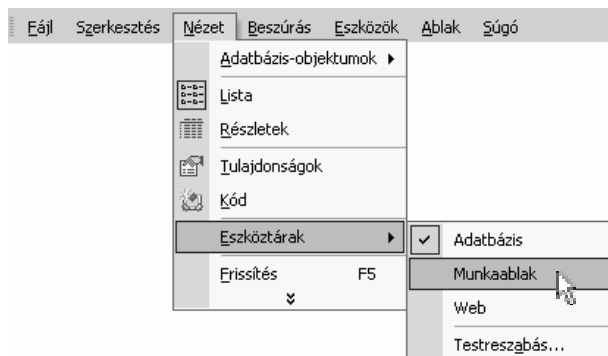 Fájl Szerkesztés Nézet Beszúrás Eszközök Ablak Súgó
Adatbázis-objektumok
Lista
Részletek
Tulajdonságok
Kód
Eszköztárak
Adatbázis
Frissítés F5
Munkaablak
Web
Testreszabás...